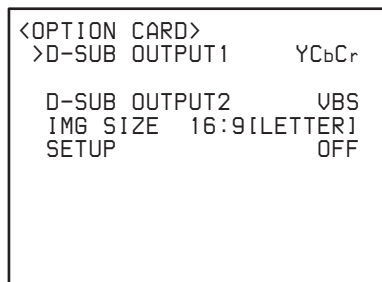 <OPTION CARD>
>D-SUB OUTPUT1 YCbCr
D-SUB OUTPUT2 VBS
IMG SIZE 16:9[LETTER]
SETUP OFF